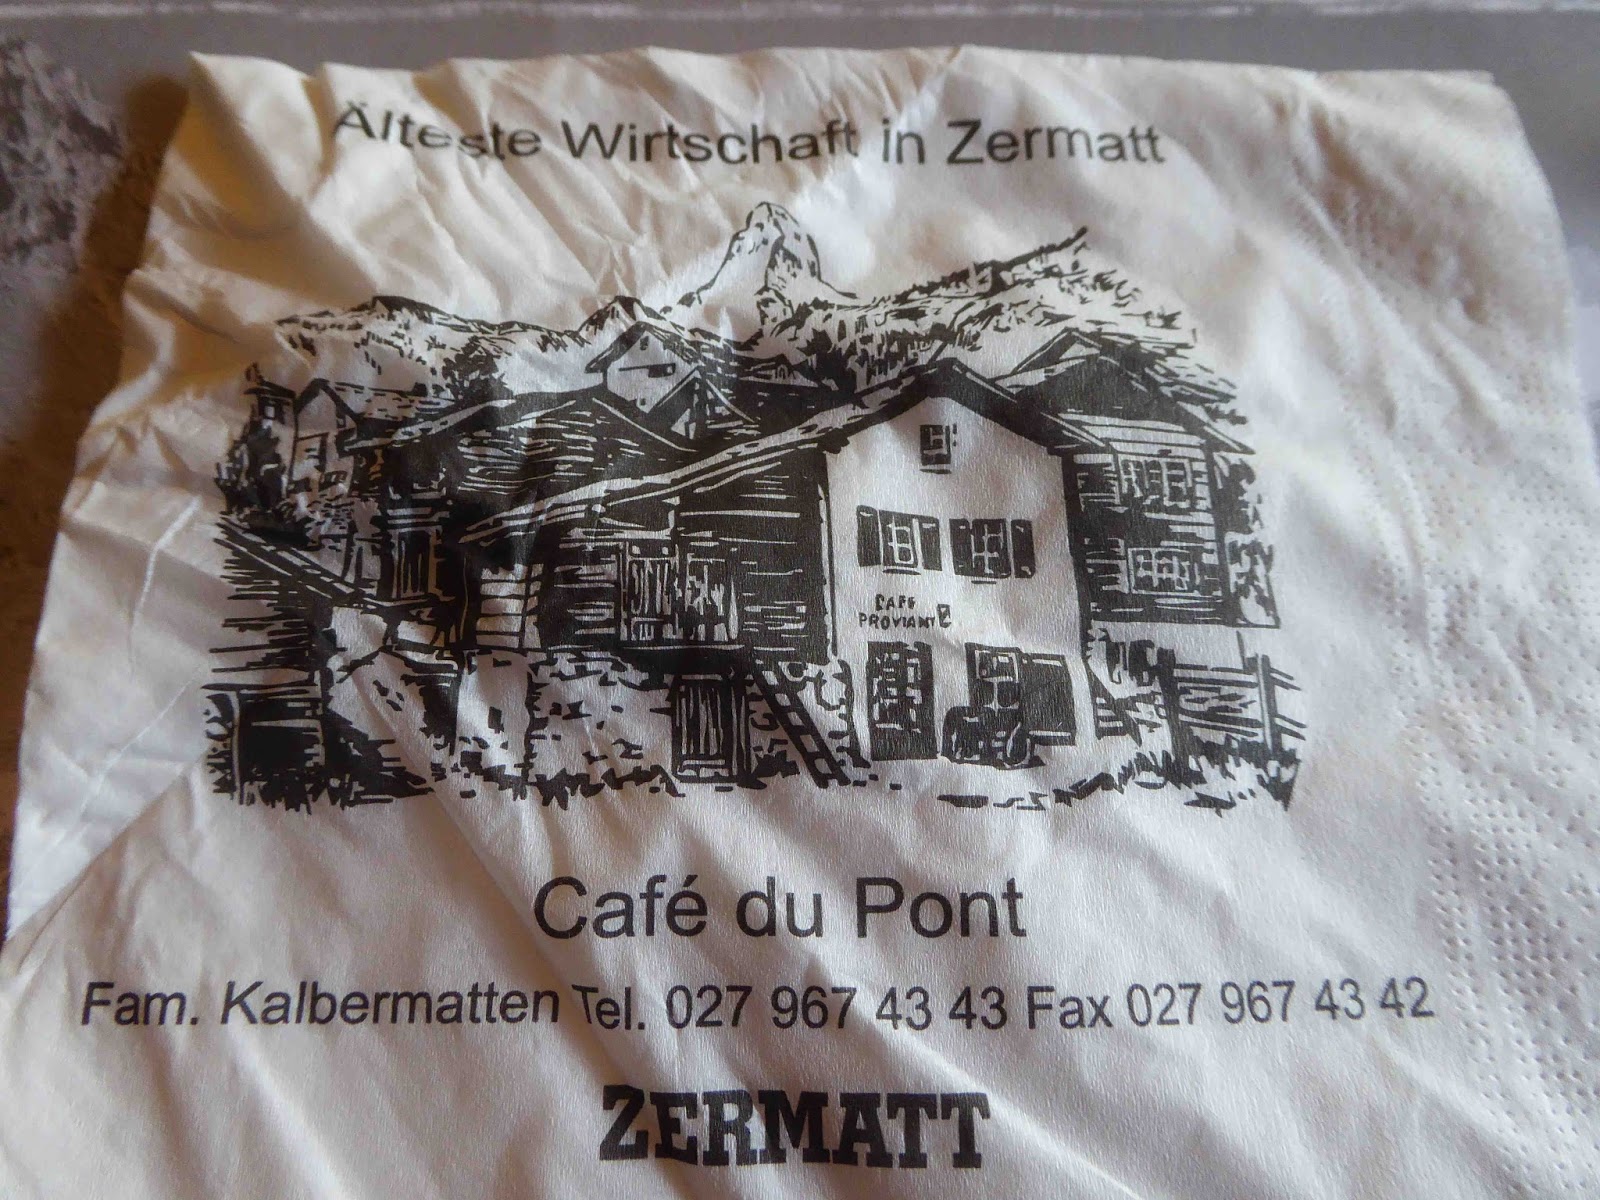 Älteste Wirtschaft in Zermatt
CAFE
PROVIANT
Café du Pont
Fam. Kalbermatten Tel. 027 967 43 43 Fax 027 967 43 42
ZERMATT